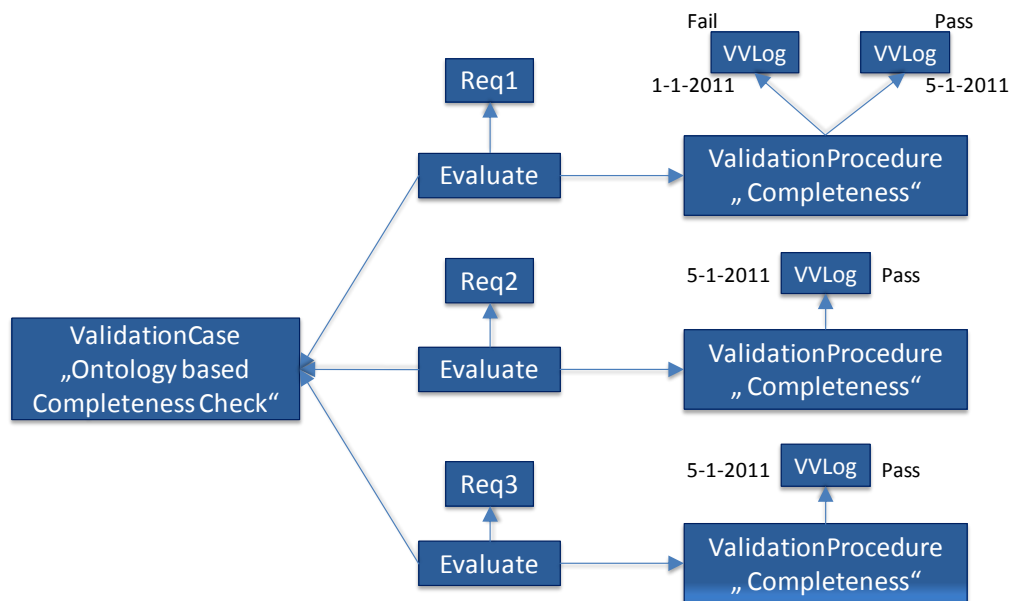 Fail
Pass
VVLog
VVLog
1-1-2011
5-1-2011
Req1
Evaluate
ValidationProcedure
„ Completeness“
Req2
5-1-2011
VVLog
Pass
Evaluate
ValidationProcedure
„ Completeness“
ValidationCase
„Ontology based
Completeness Check“
Req3
5-1-2011
VVLog
Pass
Evaluate
ValidationProcedure
„ Completeness“